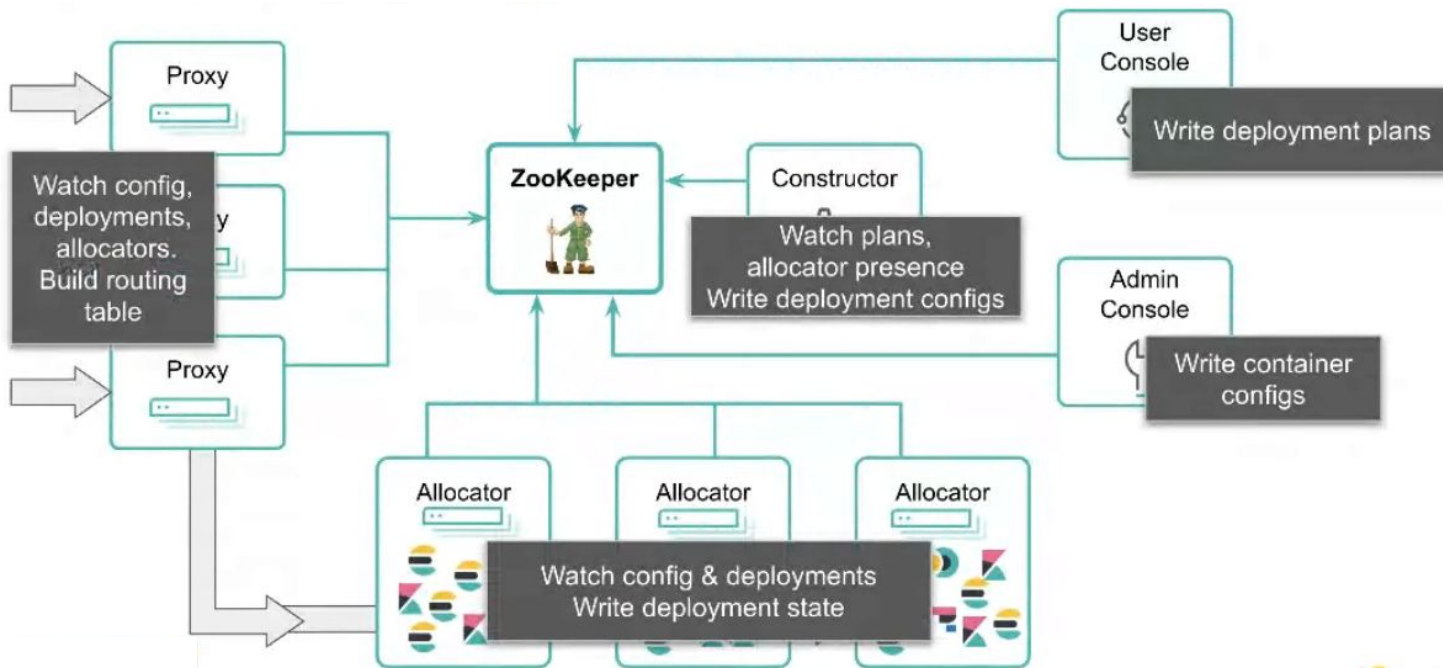 Proxy
Watch config,
deployments,
allocators.
Build routing
table
y
Proxy
ZooKeeper
Constructor
Watch plans,
allocator presence
Write deployment configs
User
Console
Write deployment plans
Admin
Console
Write container
configs
Allocator
Allocator
Allocator
Watch config & deployments
Write deployment state